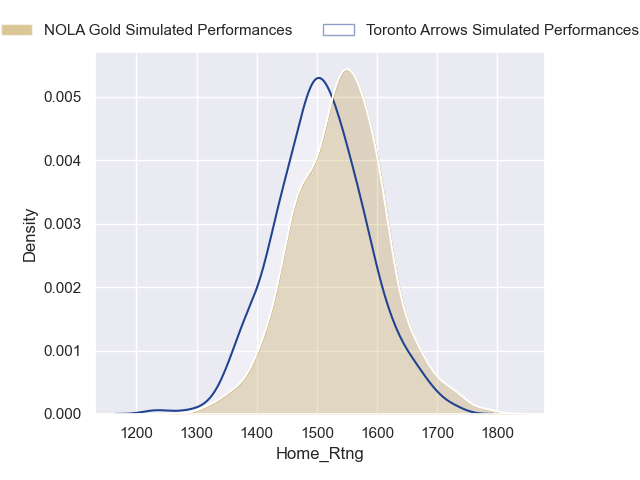 NOLA Gold Simulated Performances Toronto Arrows Simulated Performances
0.005
0.004
0.003
0.002
0.001
0.000
Density
1200 1300 1400 1500 1600 1700 1800
Home_Rtng